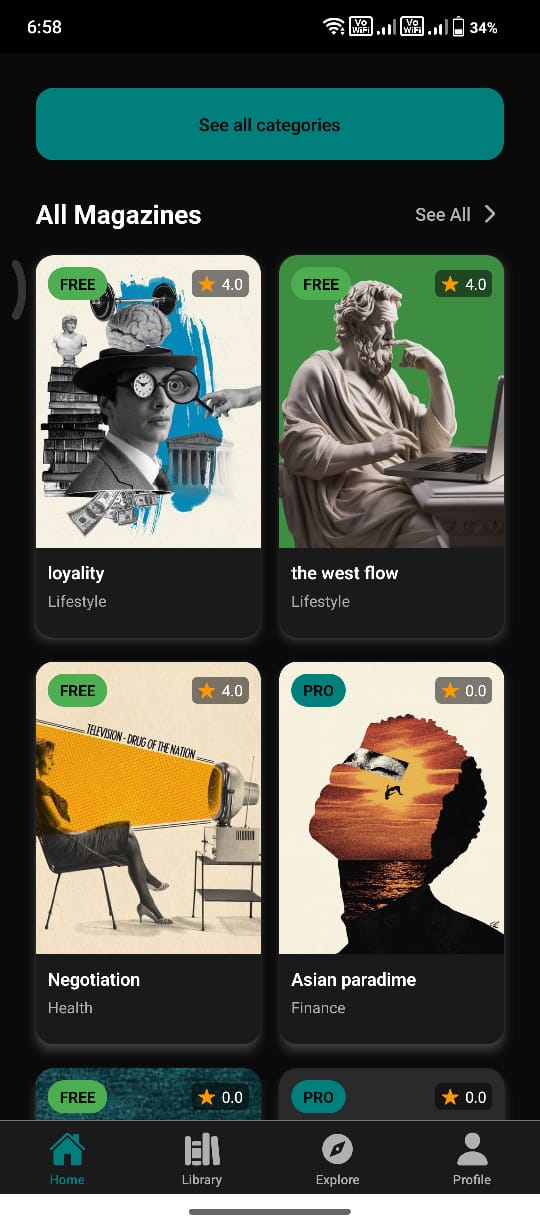 6:58
Vo WiFi Vo WiFi 34%
See all categories
All Magazines
See All
FREE
4.0
FREE
4.0
loyality
Lifestyle
the west flow
Lifestyle
FREE
4.0
TELEVISION - DRUG OF THE NATION
PRO
0.0
Negotiation
Health
Asian paradime
Finance
FREE
0.0
PRO
0.0
Home
Library
Explore
Profile